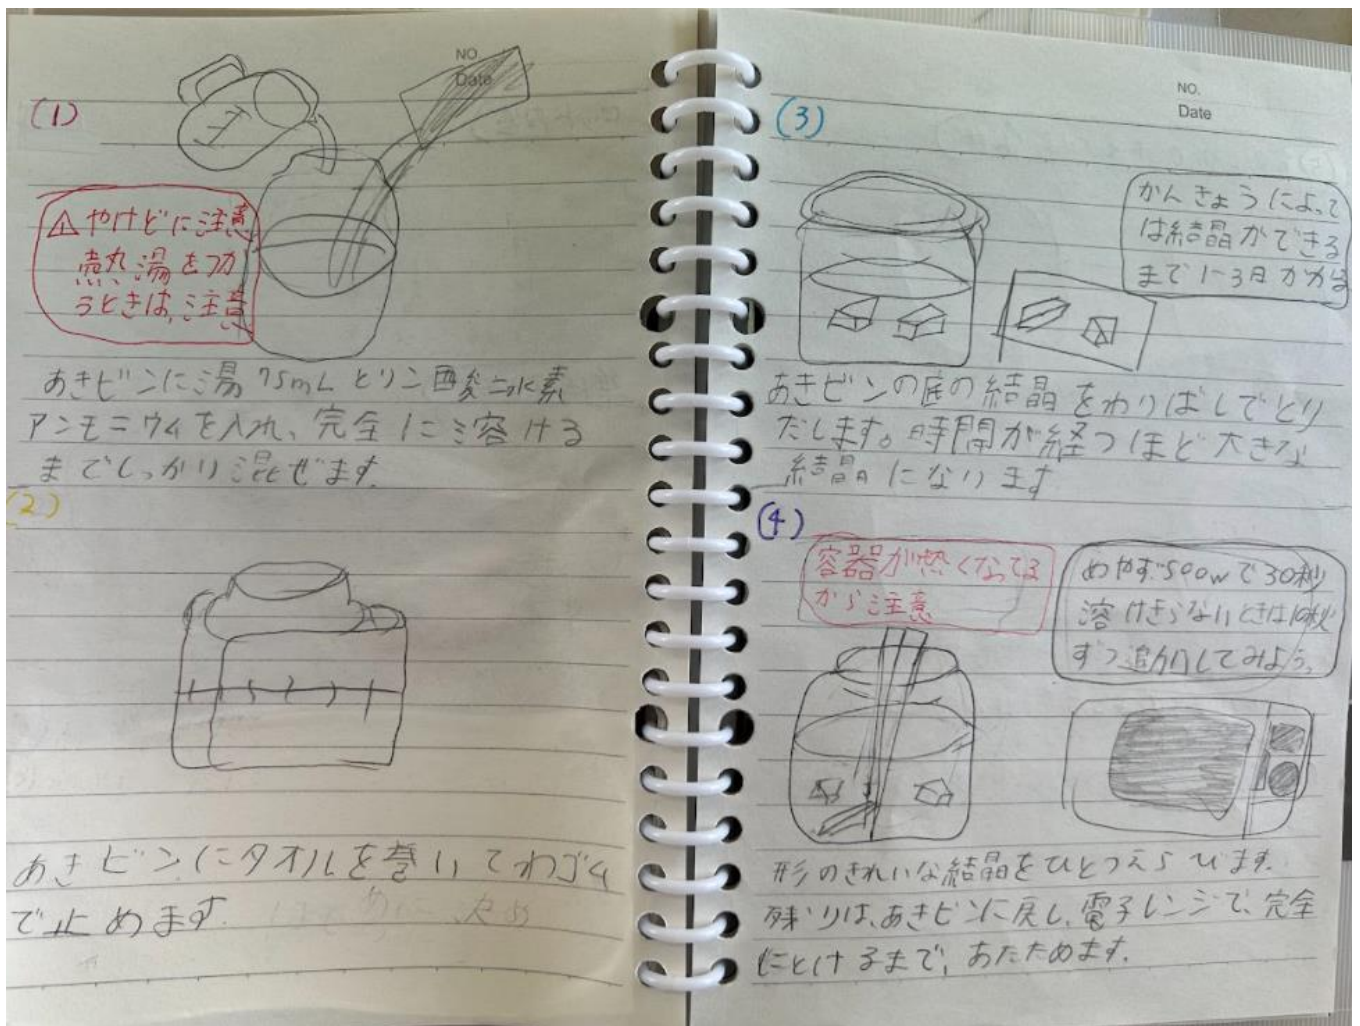 NO.
Date
(1)
⚠やけどに注意
熱湯をつか
うときは、注意
あきビンに湯75mLとリン酸二水素
アンモニウムを入れ、完全に溶ける
までしっかり混ぜます。
(2)
あきビンにタオルを巻いてわゴム
で止めます。
NO.
Date
(3)
かんきょうによって
は結晶ができる
まで1~3日かかる
あきビンの底の結晶をわりばしでとり
だします。時間が経つほど大きな
結晶になります
(4)
容器が熱くなってる
から注意
めやす500wで30秒
溶けきらないときは10秒
ずつ追加してみよう。
形のきれいな結晶をひとつえらびます。
残りは、あきビンに戻し、電子レンジで、完全
にとけるまで、あたためます。